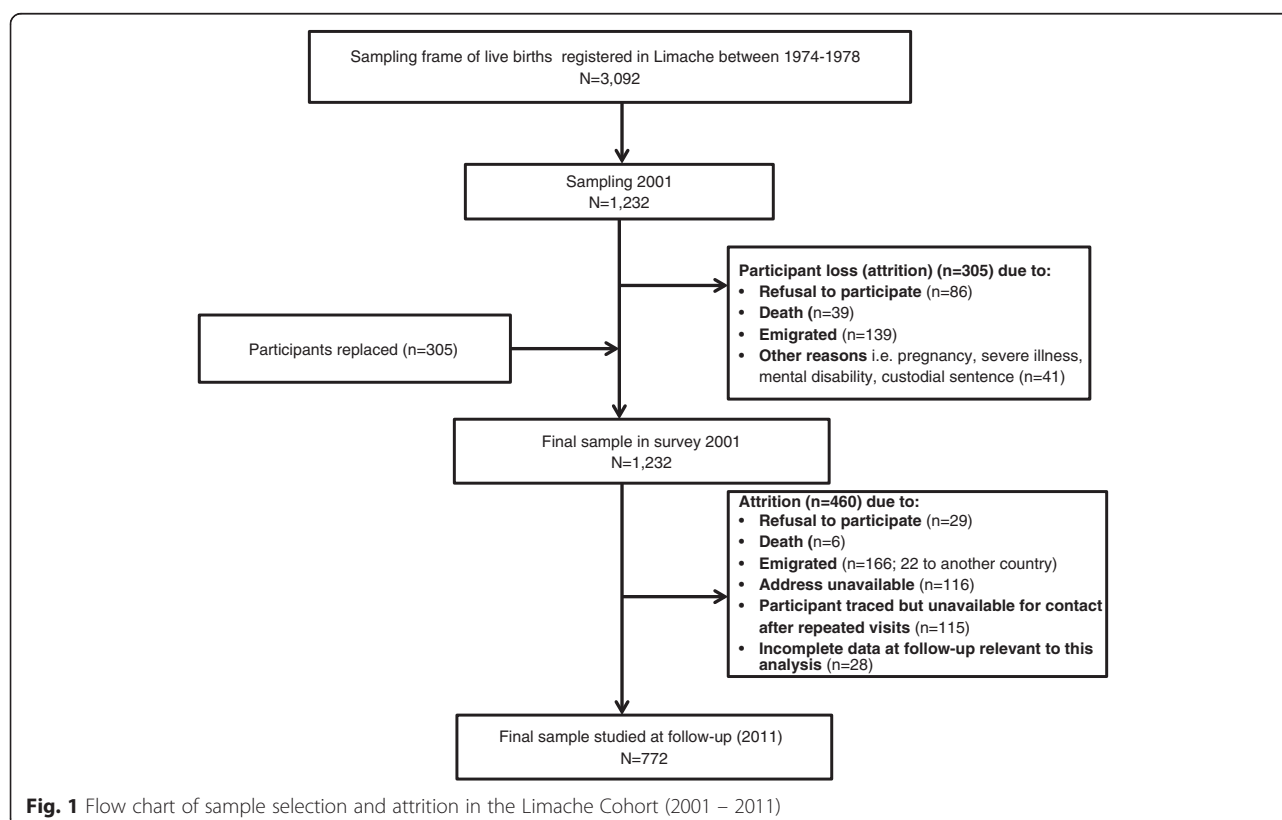 Sampling frame of live births registered in Limache between 1974-1978
N=3,092
Sampling 2001
N=1,232
Participant loss (attrition) (n=305) due to:
• Refusal to participate (n=86)
• Death (n=39)
• Emigrated (n=139)
• Other reasons i.e. pregnancy, severe illness,
mental disability, custodial sentence (n=41)
Participants replaced (n=305)
Final sample in survey 2001
N=1,232
Attrition (n=460) due to:
• Refusal to participate (n=29)
• Death (n=6)
• Emigrated (n=166; 22 to another country)
• Address unavailable (n=116)
• Participant traced but unavailable for contact
after repeated visits (n=115)
• Incomplete data at follow-up relevant to this
analysis (n=28)
Final sample studied at follow-up (2011)
N=772
Fig. 1 Flow chart of sample selection and attrition in the Limache Cohort (2001 – 2011)